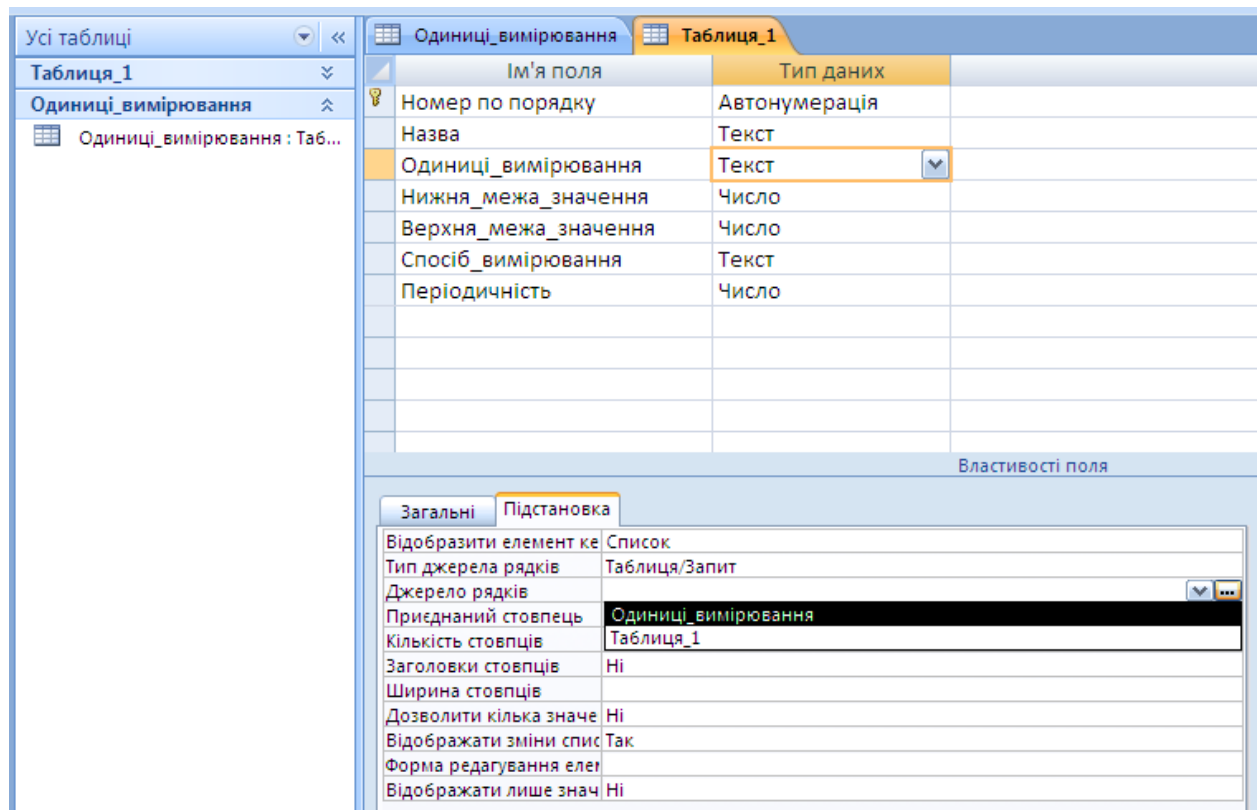 Усі таблиці
Таблиця_1
Одиниці_вимірювання
Одиниці_вимірювання : Таб...
Одиниці_вимірювання Таблиця_1
Ім'я поля Тип даних
Номер по порядку Автонумерація
Назва Текст
Одиниці_вимірювання Текст
Нижня_межа_значення Число
Верхня_межа_значення Число
Спосіб_вимірювання Текст
Періодичність Число
Властивості поля
Загальні Підстановка
Відобразити елемент ке Список
Тип джерела рядків Таблиця/Запит
Джерело рядків
Приєднаний стовпець Одиниці_вимірювання
Кількість стовпців Таблиця_1
Заголовки стовпців Ні
Ширина стовпців
Дозволити кілька значе Ні
Відображати зміни спис Так
Форма редагування елем
Відображати лише знач Ні